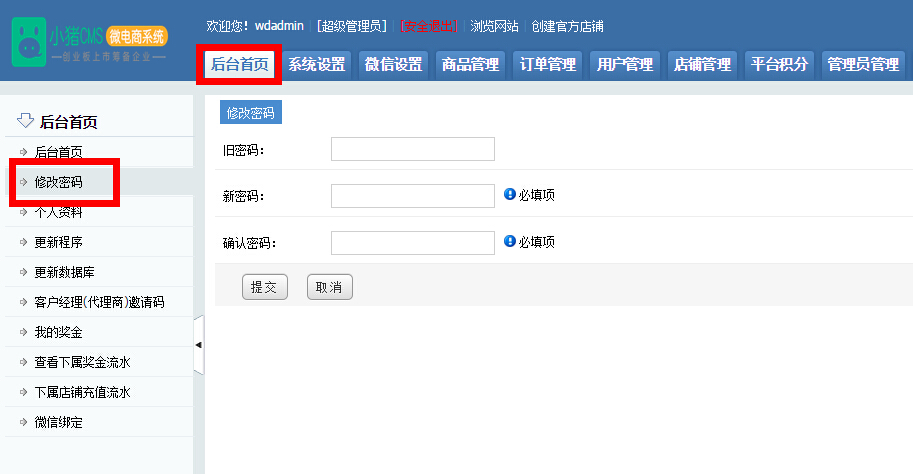 小猪CMS 微电商系统
创业板上市筹备企业
欢迎您！wdadmin [超级管理员] [安全退出] 浏览网站 创建官方店铺
后台首页 系统设置 微信设置 商品管理 订单管理 用户管理 店铺管理 平台积分 管理员管理
后台首页
后台首页
修改密码
个人资料
更新程序
更新数据库
客户经理(代理商)邀请码
我的奖金
查看下属奖金流水
下属店铺充值流水
微信绑定
修改密码
旧密码：
新密码： 必填项
确认密码： 必填项
提交 取消